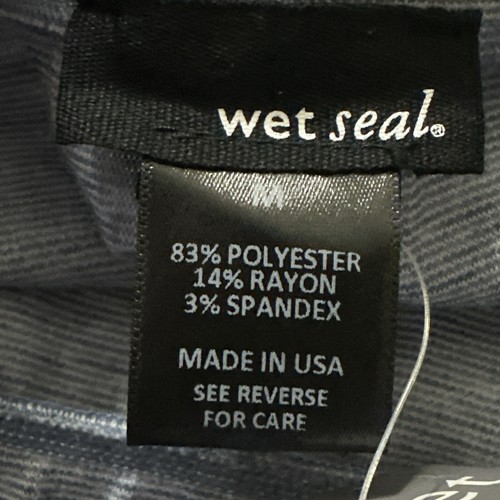 wet seal®
M
83% POLYESTER
14% RAYON
3% SPANDEX
MADE IN USA
SEE REVERSE
FOR CARE